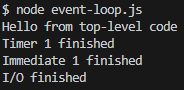 $ node event-loop.js
Hello from top-level code
Timer 1 finished
Immediate 1 finished
I/O finished